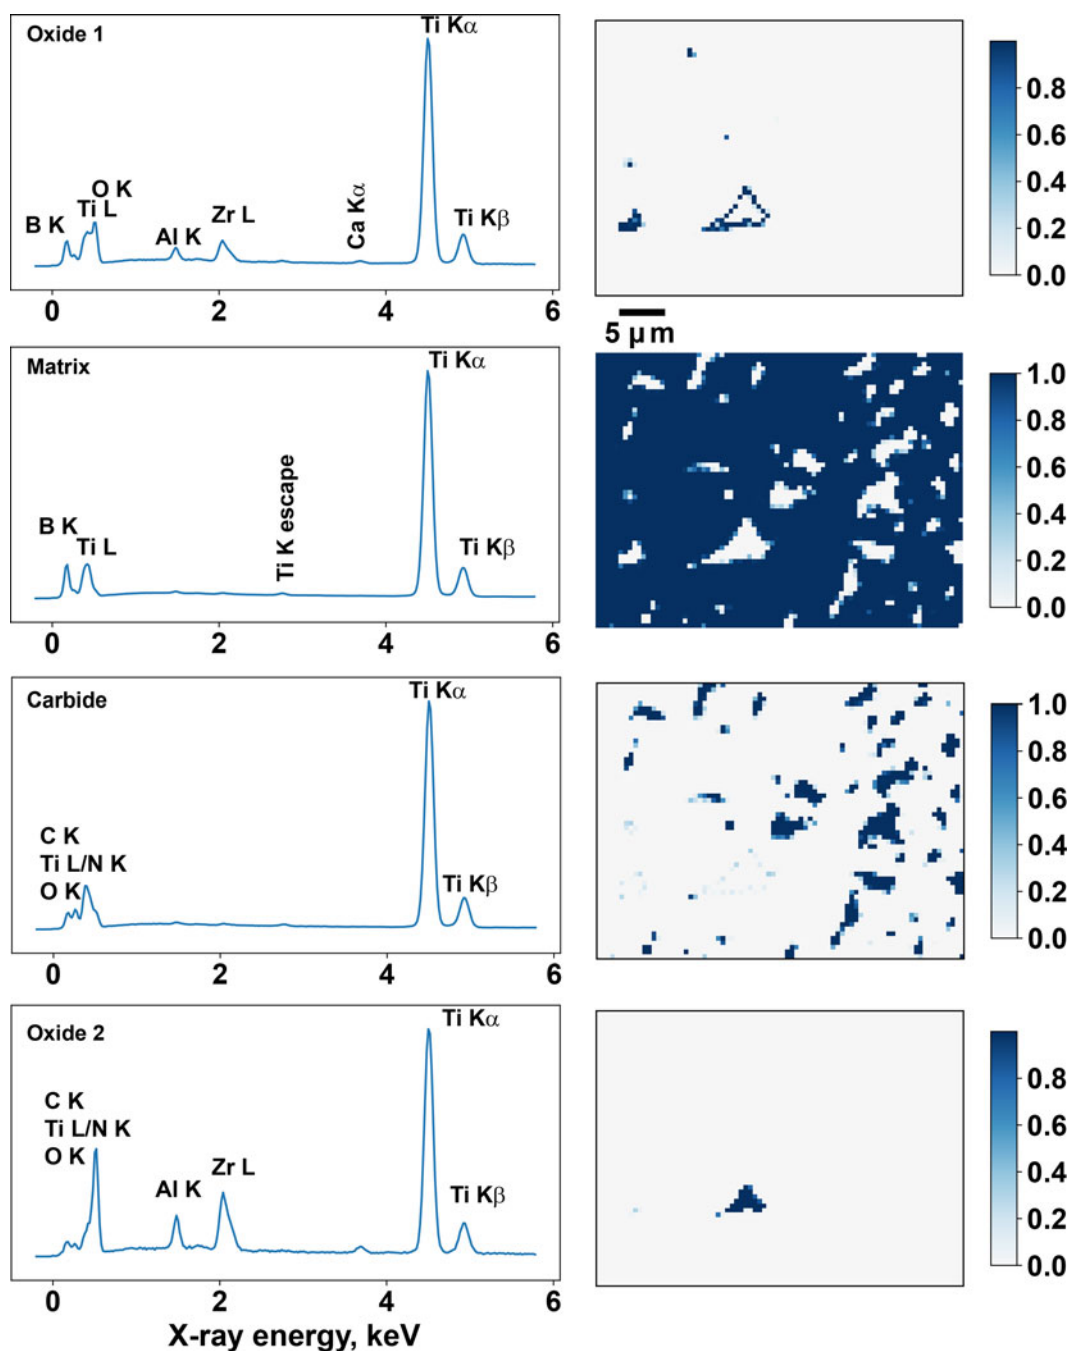 Oxide 1
Ti Kα
B K
Ti L
O K
Al K
Zr L
Ca Kα
Ti Kβ
0 2 4 6
0.8
0.6
0.4
0.2
0.0
5 μm
Matrix
Ti Kα
B K
Ti L
Ti K escape
Ti Kβ
0 2 4 6
1.0
0.8
0.6
0.4
0.2
0.0
Carbide
Ti Kα
C K
Ti L/N K
O K
Ti Kβ
0 2 4 6
1.0
0.8
0.6
0.4
0.2
0.0
Oxide 2
Ti Kα
C K
Ti L/N K
O K
Al K
Zr L
Ti Kβ
0 2 4 6
X-ray energy, keV
0.8
0.6
0.4
0.2
0.0